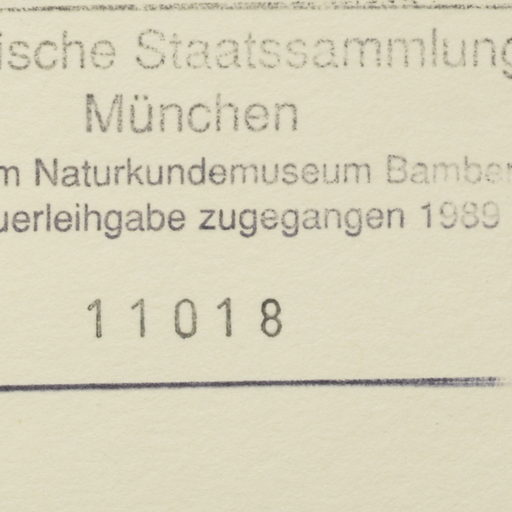 ische Staatssammlung
München
m Naturkundemuseum Bamber
uerleihgabe zugegangen 1989
11018